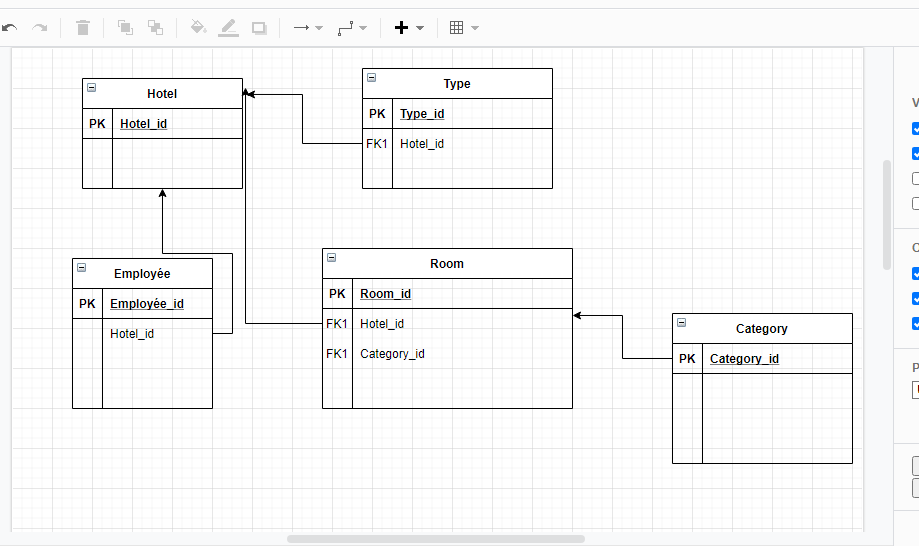 Hotel
PK Hotel_id
Type
PK Type_id
FK1 Hotel_id
Employée
PK Employée_id
Hotel_id
Room
PK Room_id
FK1 Hotel_id
FK1 Category_id
Category
PK Category_id